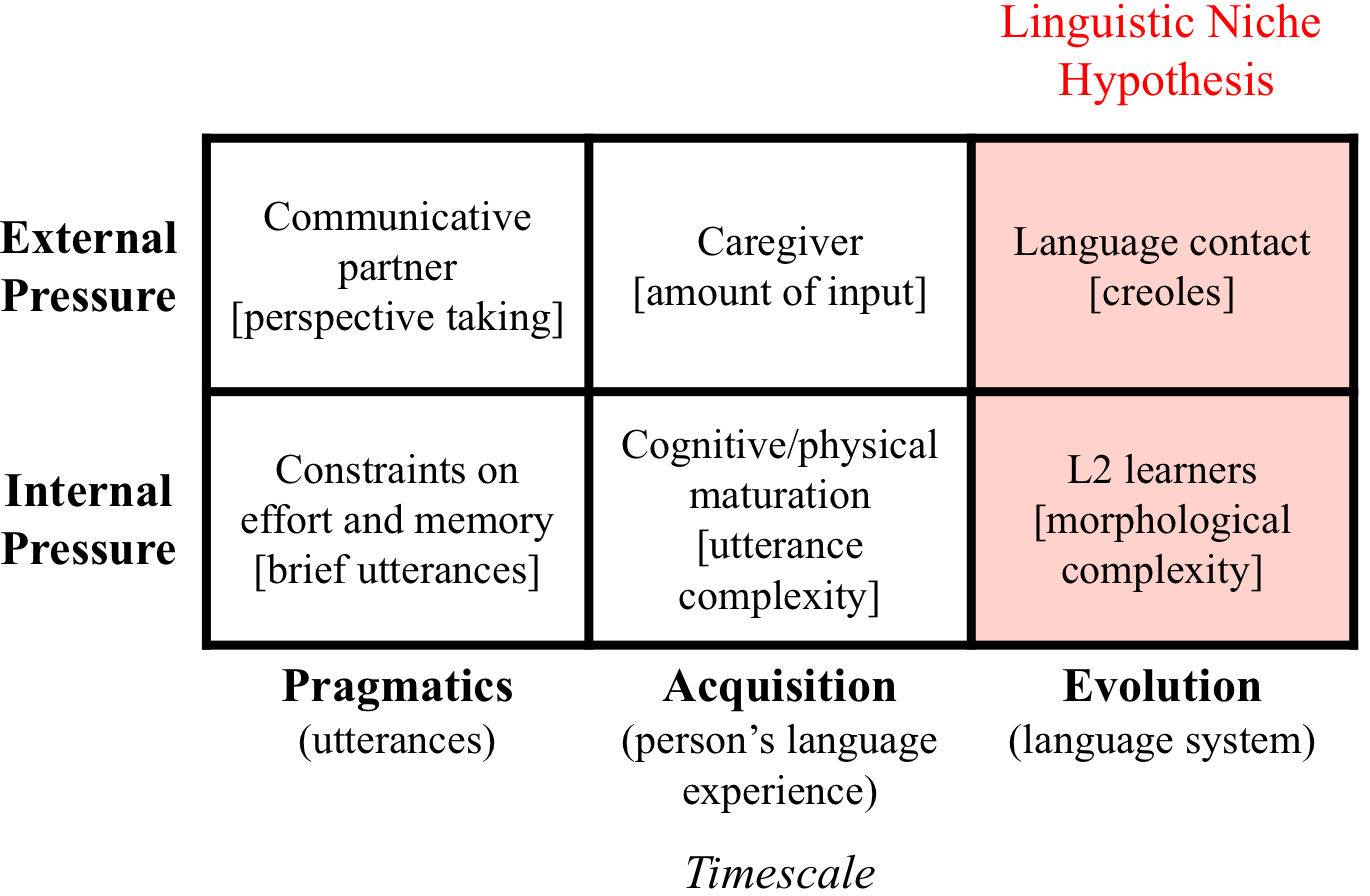 Linguistic Niche
Hypothesis
External
Pressure
Communicative
partner
[perspective taking]
Caregiver
[amount of input]
Language contact
[creoles]
Internal
Pressure
Constraints on
effort and memory
[brief utterances]
Cognitive/physical
maturation
[utterance
complexity]
L2 learners
[morphological
complexity]
Pragmatics
(utterances)
Acquisition
(person’s language
experience)
Evolution
(language system)
Timescale